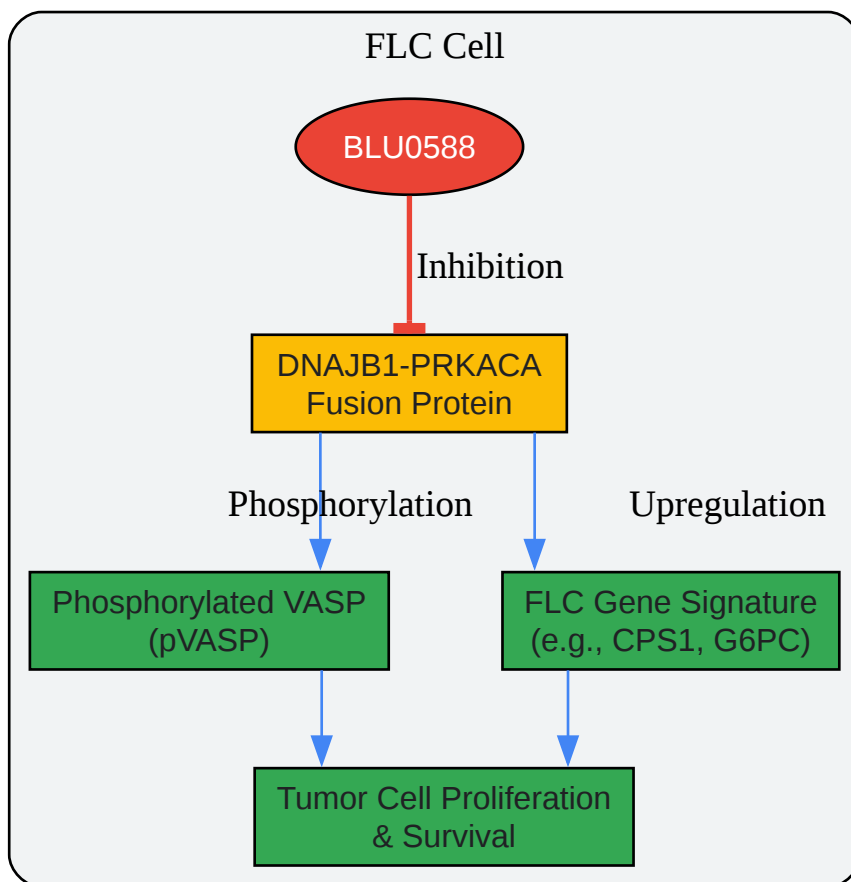 FLC Cell
BLU0588
Inhibition
DNAJB1-PRKACA
Fusion Protein
Phosphorylation
Upregulation
Phosphorylated VASP
(pVASP)
FLC Gene Signature
(e.g., CPS1, G6PC)
Tumor Cell Proliferation
& Survival